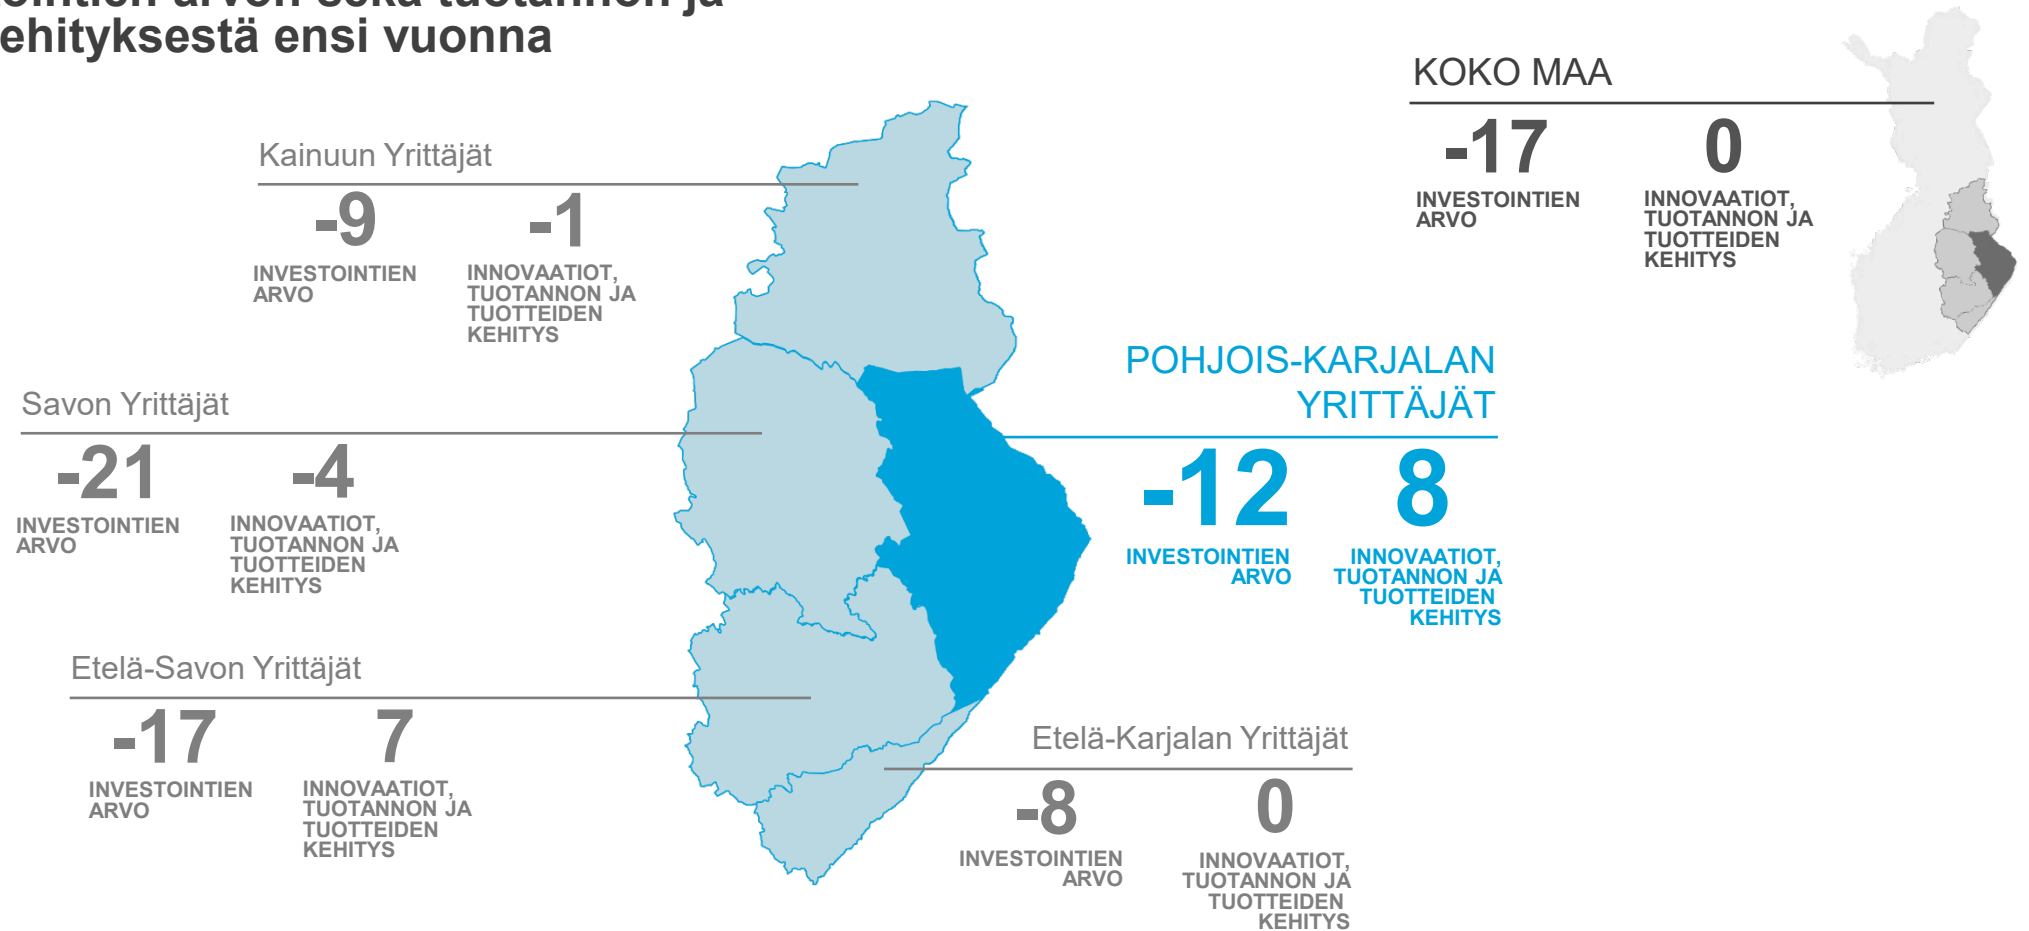 ehityksestä ensi vuonna
KOKO MAA
-17
0
INVESTOINTIEN
ARVO
INNOVAATIOT,
TUOTANNON JA
TUOTTEIDEN
KEHITYS
Kainuun Yrittäjät
-9
-1
INVESTOINTIEN
ARVO
INNOVAATIOT,
TUOTANNON JA
TUOTTEIDEN
KEHITYS
POHJOIS-KARJALAN
YRITTÄJÄT
-12
8
INVESTOINTIEN
ARVO
INNOVAATIOT,
TUOTANNON JA
TUOTTEIDEN
KEHITYS
Savon Yrittäjät
-21
-4
INVESTOINTIEN
ARVO
INNOVAATIOT,
TUOTANNON JA
TUOTTEIDEN
KEHITYS
Etelä-Savon Yrittäjät
-17
7
INVESTOINTIEN
ARVO
INNOVAATIOT,
TUOTANNON JA
TUOTTEIDEN
KEHITYS
Etelä-Karjalan Yrittäjät
-8
0
INVESTOINTIEN
ARVO
INNOVAATIOT,
TUOTANNON JA
TUOTTEIDEN
KEHITYS